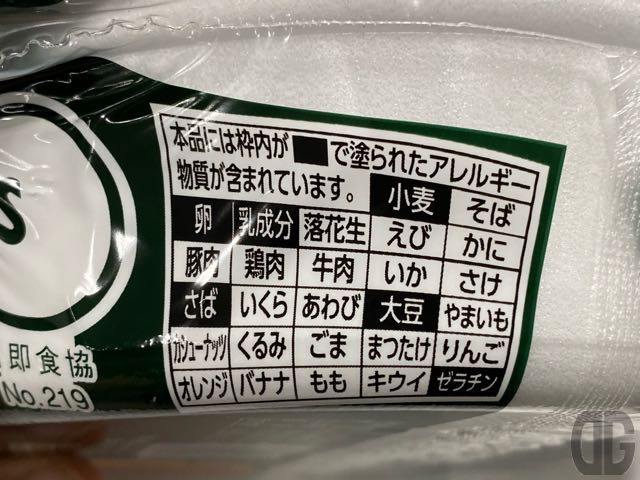 本品には枠内が■で塗られたアレルギー
物質が含まれています。
小麦 そば
卵 乳成分 落花生 えび かに
豚肉 鶏肉 牛肉 いか さけ
さば いくら あわび 大豆 やまいも
カシューナッツ くるみ ごま まつたけ りんご
オレンジ バナナ もも キウイ ゼラチン
即食協
No.219
DG